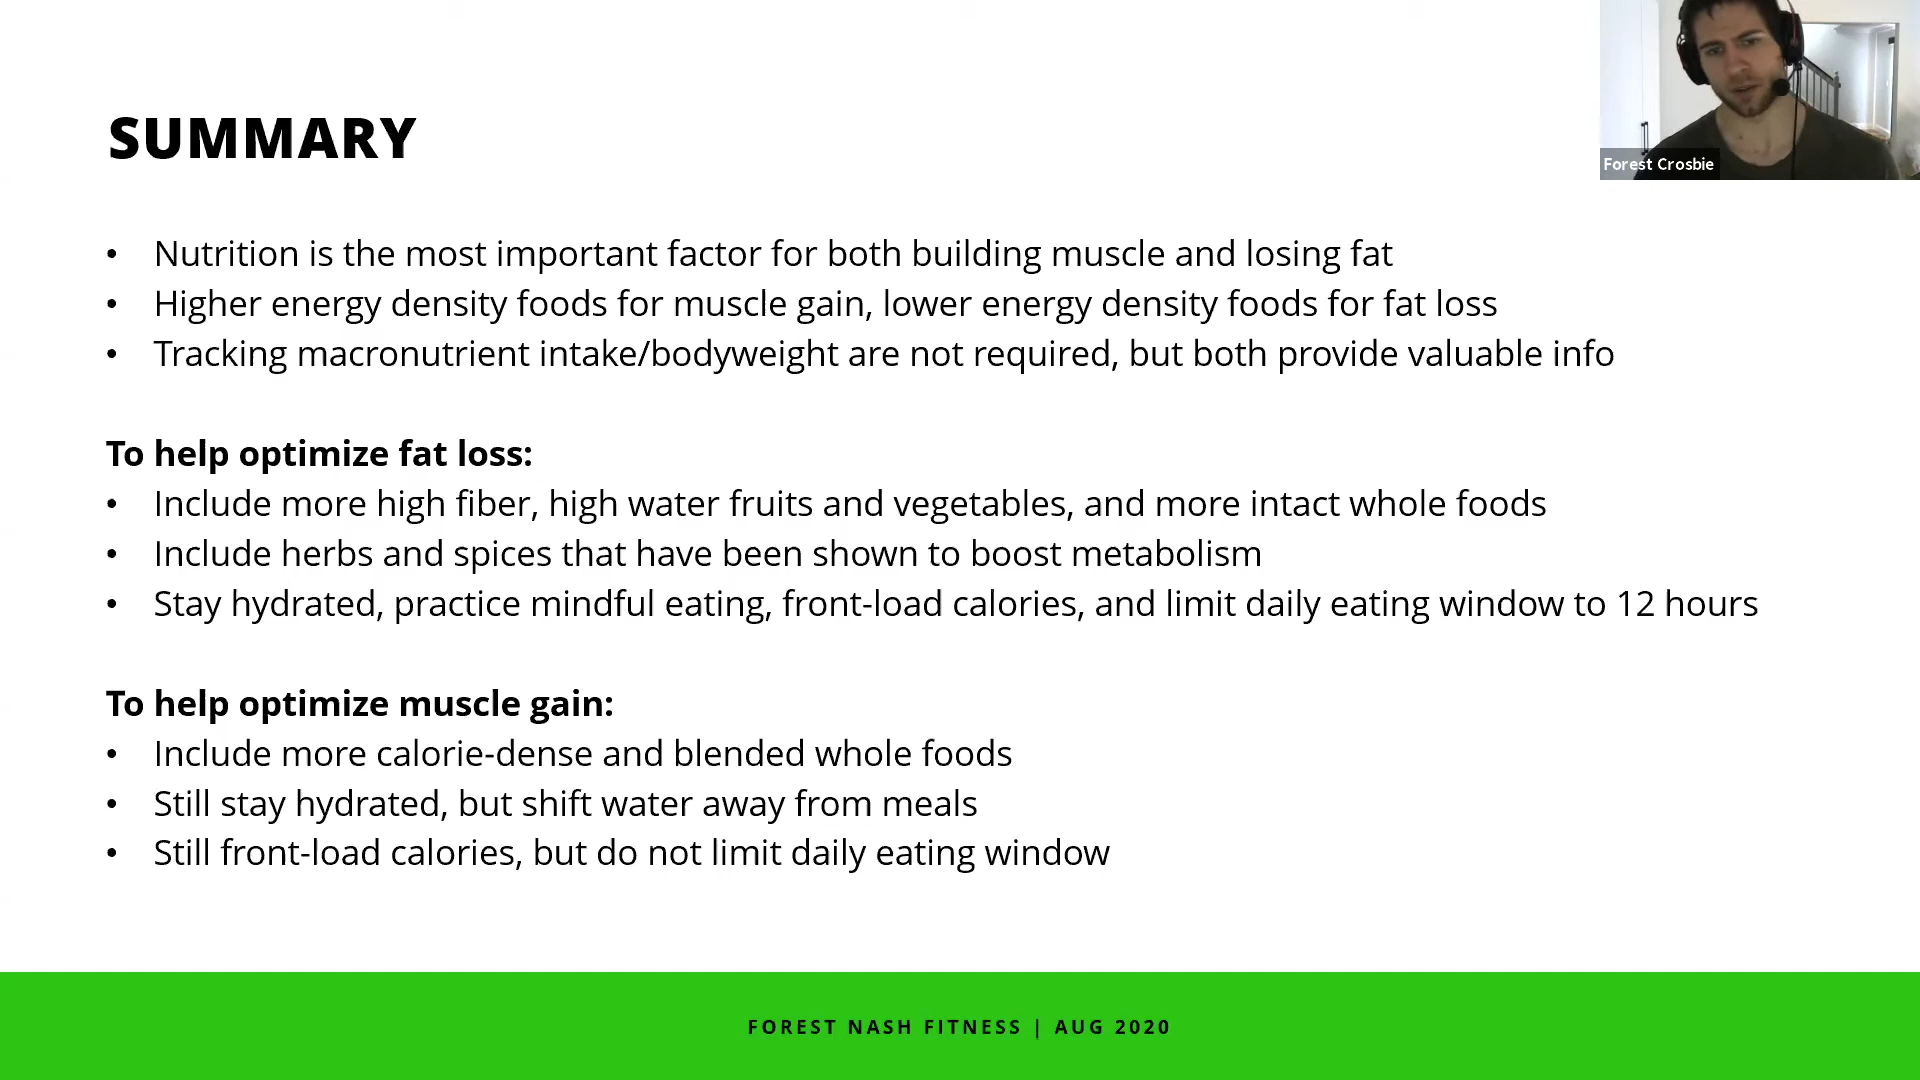 Forest Crosbie
SUMMARY
• Nutrition is the most important factor for both building muscle and losing fat
• Higher energy density foods for muscle gain, lower energy density foods for fat loss
• Tracking macronutrient intake/bodyweight are not required, but both provide valuable info
To help optimize fat loss:
• Include more high fiber, high water fruits and vegetables, and more intact whole foods
• Include herbs and spices that have been shown to boost metabolism
• Stay hydrated, practice mindful eating, front-load calories, and limit daily eating window to 12 hours
To help optimize muscle gain:
• Include more calorie-dense and blended whole foods
• Still stay hydrated, but shift water away from meals
• Still front-load calories, but do not limit daily eating window
FOREST NASH FITNESS | AUG 2020